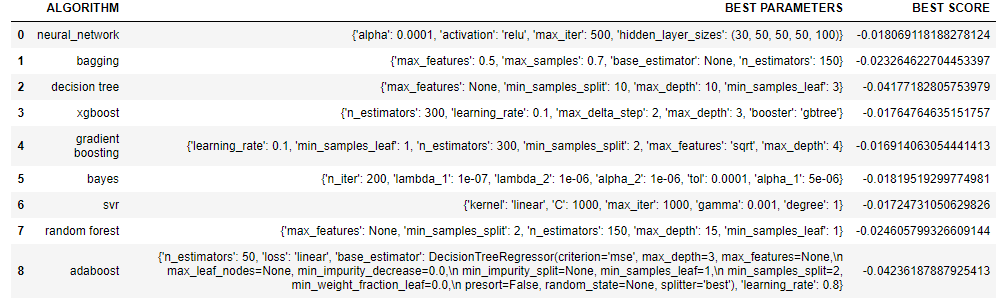 ALGORITHM BEST PARAMETERS BEST SCORE
0 neural_network {'alpha': 0.0001, 'activation': 'relu', 'max_iter': 500, 'hidden_layer_sizes': (30, 50, 50, 50, 100)} -0.018069118188278124
1 bagging {'max_features': 0.5, 'max_samples': 0.7, 'base_estimator': None, 'n_estimators': 150} -0.023264622704453397
2 decision tree {'max_features': None, 'min_samples_split': 10, 'max_depth': 10, 'min_samples_leaf': 3} -0.04177182805753979
3 xgboost {'n_estimators': 300, 'learning_rate': 0.1, 'max_delta_step': 2, 'max_depth': 3, 'booster': 'gbtree'} -0.01764764635151757
4 gradient boosting {'learning_rate': 0.1, 'min_samples_leaf': 1, 'n_estimators': 300, 'min_samples_split': 2, 'max_features': 'sqrt', 'max_depth': 4} -0.016914063054441413
5 bayes {'n_iter': 200, 'lambda_1': 1e-07, 'lambda_2': 1e-06, 'alpha_2': 1e-06, 'tol': 0.0001, 'alpha_1': 5e-06} -0.01819519299774981
6 svr {'kernel': 'linear', 'C': 1000, 'max_iter': 1000, 'gamma': 0.001, 'degree': 1} -0.01724731050629826
7 random forest {'max_features': None, 'min_samples_split': 2, 'n_estimators': 150, 'max_depth': 15, 'min_samples_leaf': 1} -0.024605799326609144
{'n_estimators': 50, 'loss': 'linear', 'base_estimator': DecisionTreeRegressor(criterion='mse', max_depth=3, max_features=None,\n
8 adaboost max_leaf_nodes=None, min_impurity_decrease=0.0,\n min_impurity_split=None, min_samples_leaf=1,\n min_samples_split=2, -0.04236187887925413
min_weight_fraction_leaf=0.0,\n presort=False, random_state=None, splitter='best'), 'learning_rate': 0.8}